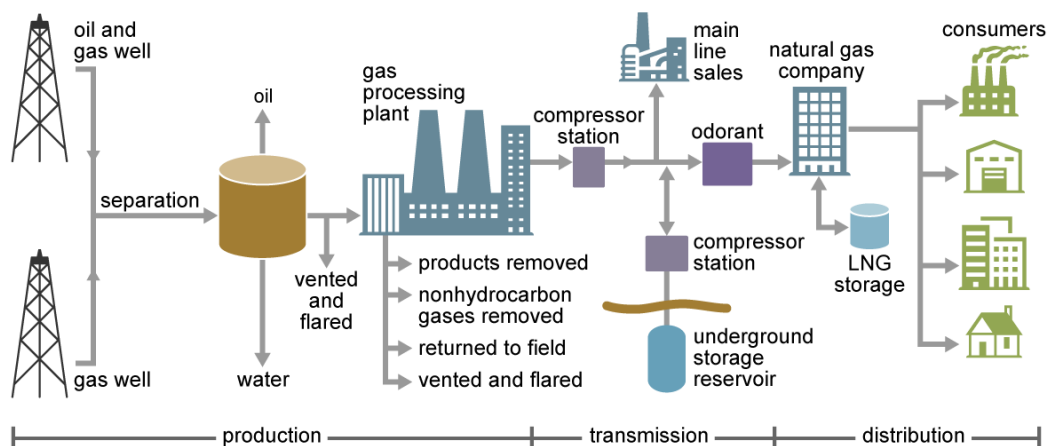 oil and
gas well
separation
gas well
oil
water
vented
and
flared
gas
processing
plant
products removed
nonhydrocarbon
gases removed
returned to field
vented and flared
compressor
station
main
line
sales
odorant
compressor
station
underground
storage
reservoir
natural gas
company
LNG
storage
consumers
production
transmission
distribution